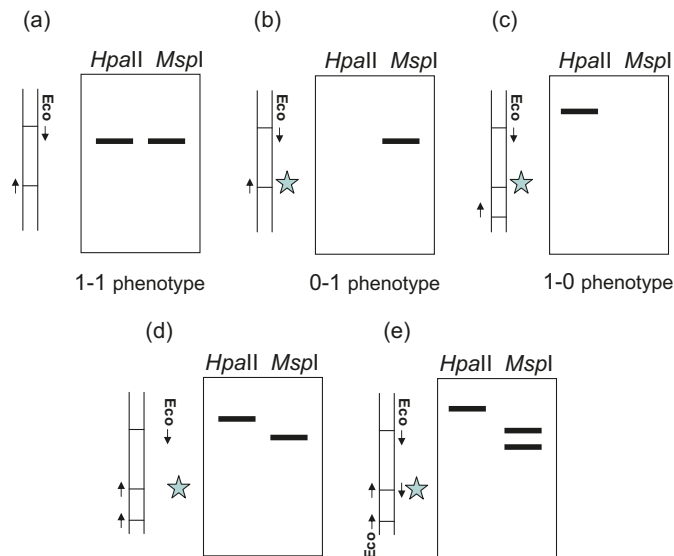 (a)
HpaII MspI
Eco
1-1 phenotype
(b)
HpaII MspI
Eco
0-1 phenotype
(c)
HpaII MspI
Eco
1-0 phenotype
(d)
HpaII MspI
Eco
(e)
HpaII MspI
Eco
Eco